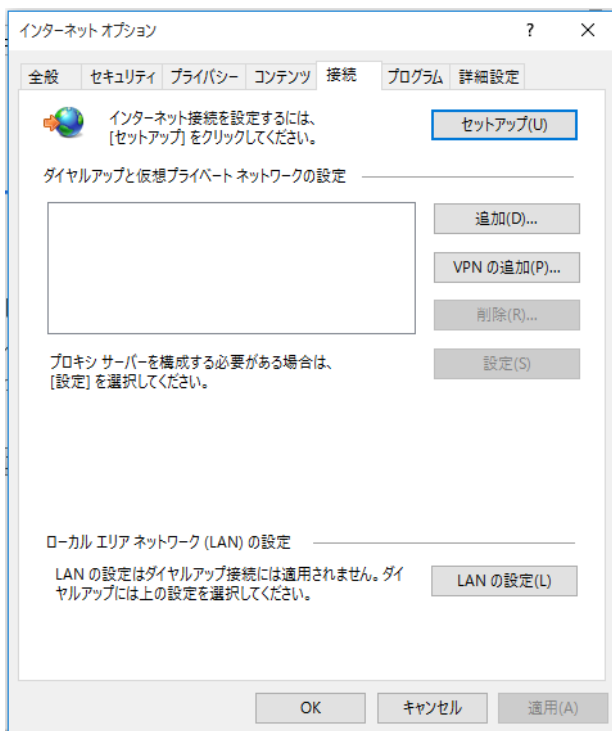 インターネット オプション ?
全般 セキュリティ プライバシー コンテンツ 接続 プログラム 詳細設定
インターネット接続を設定するには、
[セットアップ] をクリックしてください。
セットアップ(U)
ダイヤルアップと仮想プライベート ネットワークの設定
追加(D)...
VPN の追加(P)...
削除(R)...
設定(S)
プロキシ サーバーを構成する必要がある場合は、
[設定] を選択してください。
ローカル エリア ネットワーク (LAN) の設定
LAN の設定はダイヤルアップ接続には適用されません。ダイ
ヤルアップには上の設定を選択してください。
LAN の設定(L)
OK キャンセル 適用(A)